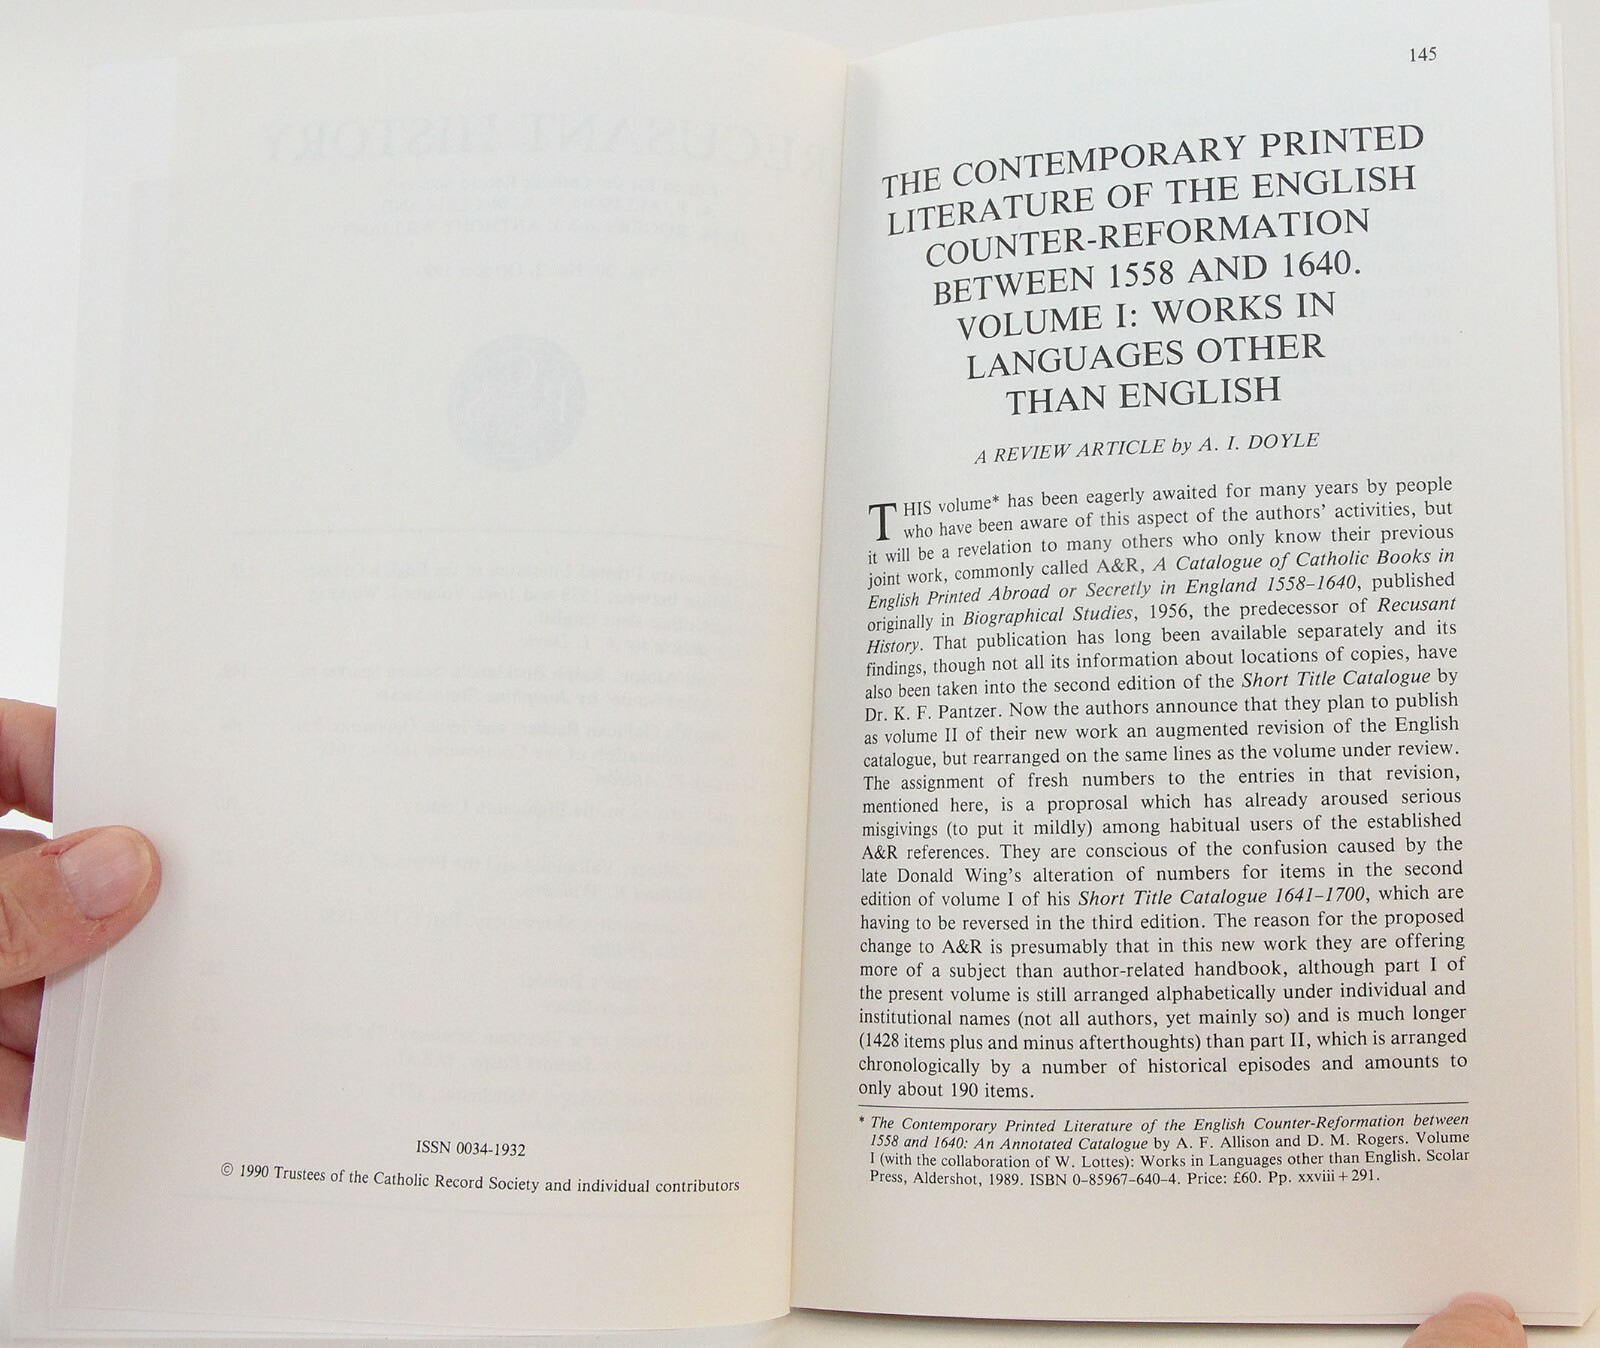 ISSN 0034-1932
© 1990 Trustees of the Catholic Record Society and individual contributors
145
THE CONTEMPORARY PRINTED
LITERATURE OF THE ENGLISH
COUNTER-REFORMATION
BETWEEN 1558 AND 1640.
VOLUME I: WORKS IN
LANGUAGES OTHER
THAN ENGLISH
A REVIEW ARTICLE by A. I. DOYLE
THIS volume* has been eagerly awaited for many years by people
who have been aware of this aspect of the authors' activities, but
it will be a revelation to many others who only know their previous
joint work, commonly called A&R, A Catalogue of Catholic Books in
English Printed Abroad or Secretly in England 1558–1640, published
originally in Biographical Studies, 1956, the predecessor of Recusant
History. That publication has long been available separately and its
findings, though not all its information about locations of copies, have
also been taken into the second edition of the Short Title Catalogue by
Dr. K. F. Pantzer. Now the authors announce that they plan to publish
as volume II of their new work an augmented revision of the English
catalogue, but rearranged on the same lines as the volume under review.
The assignment of fresh numbers to the entries in that revision,
mentioned here, is a proprosal which has already aroused serious
misgivings (to put it mildly) among habitual users of the established
A&R references. They are conscious of the confusion caused by the
late Donald Wing's alteration of numbers for items in the second
edition of volume I of his Short Title Catalogue 1641–1700, which are
having to be reversed in the third edition. The reason for the proposed
change to A&R is presumably that in this new work they are offering
more of a subject than author-related handbook, although part I of
the present volume is still arranged alphabetically under individual and
institutional names (not all authors, yet mainly so) and is much longer
(1428 items plus and minus afterthoughts) than part II, which is arranged
chronologically by a number of historical episodes and amounts to
only about 190 items.
* The Contemporary Printed Literature of the English Counter-Reformation between
1558 and 1640: An Annotated Catalogue by A. F. Allison and D. M. Rogers. Volume
I (with the collaboration of W. Lottes): Works in Languages other than English. Scolar
Press, Aldershot, 1989. ISBN 0-85967-640-4. Price: £60. Pp. xxviii + 291.